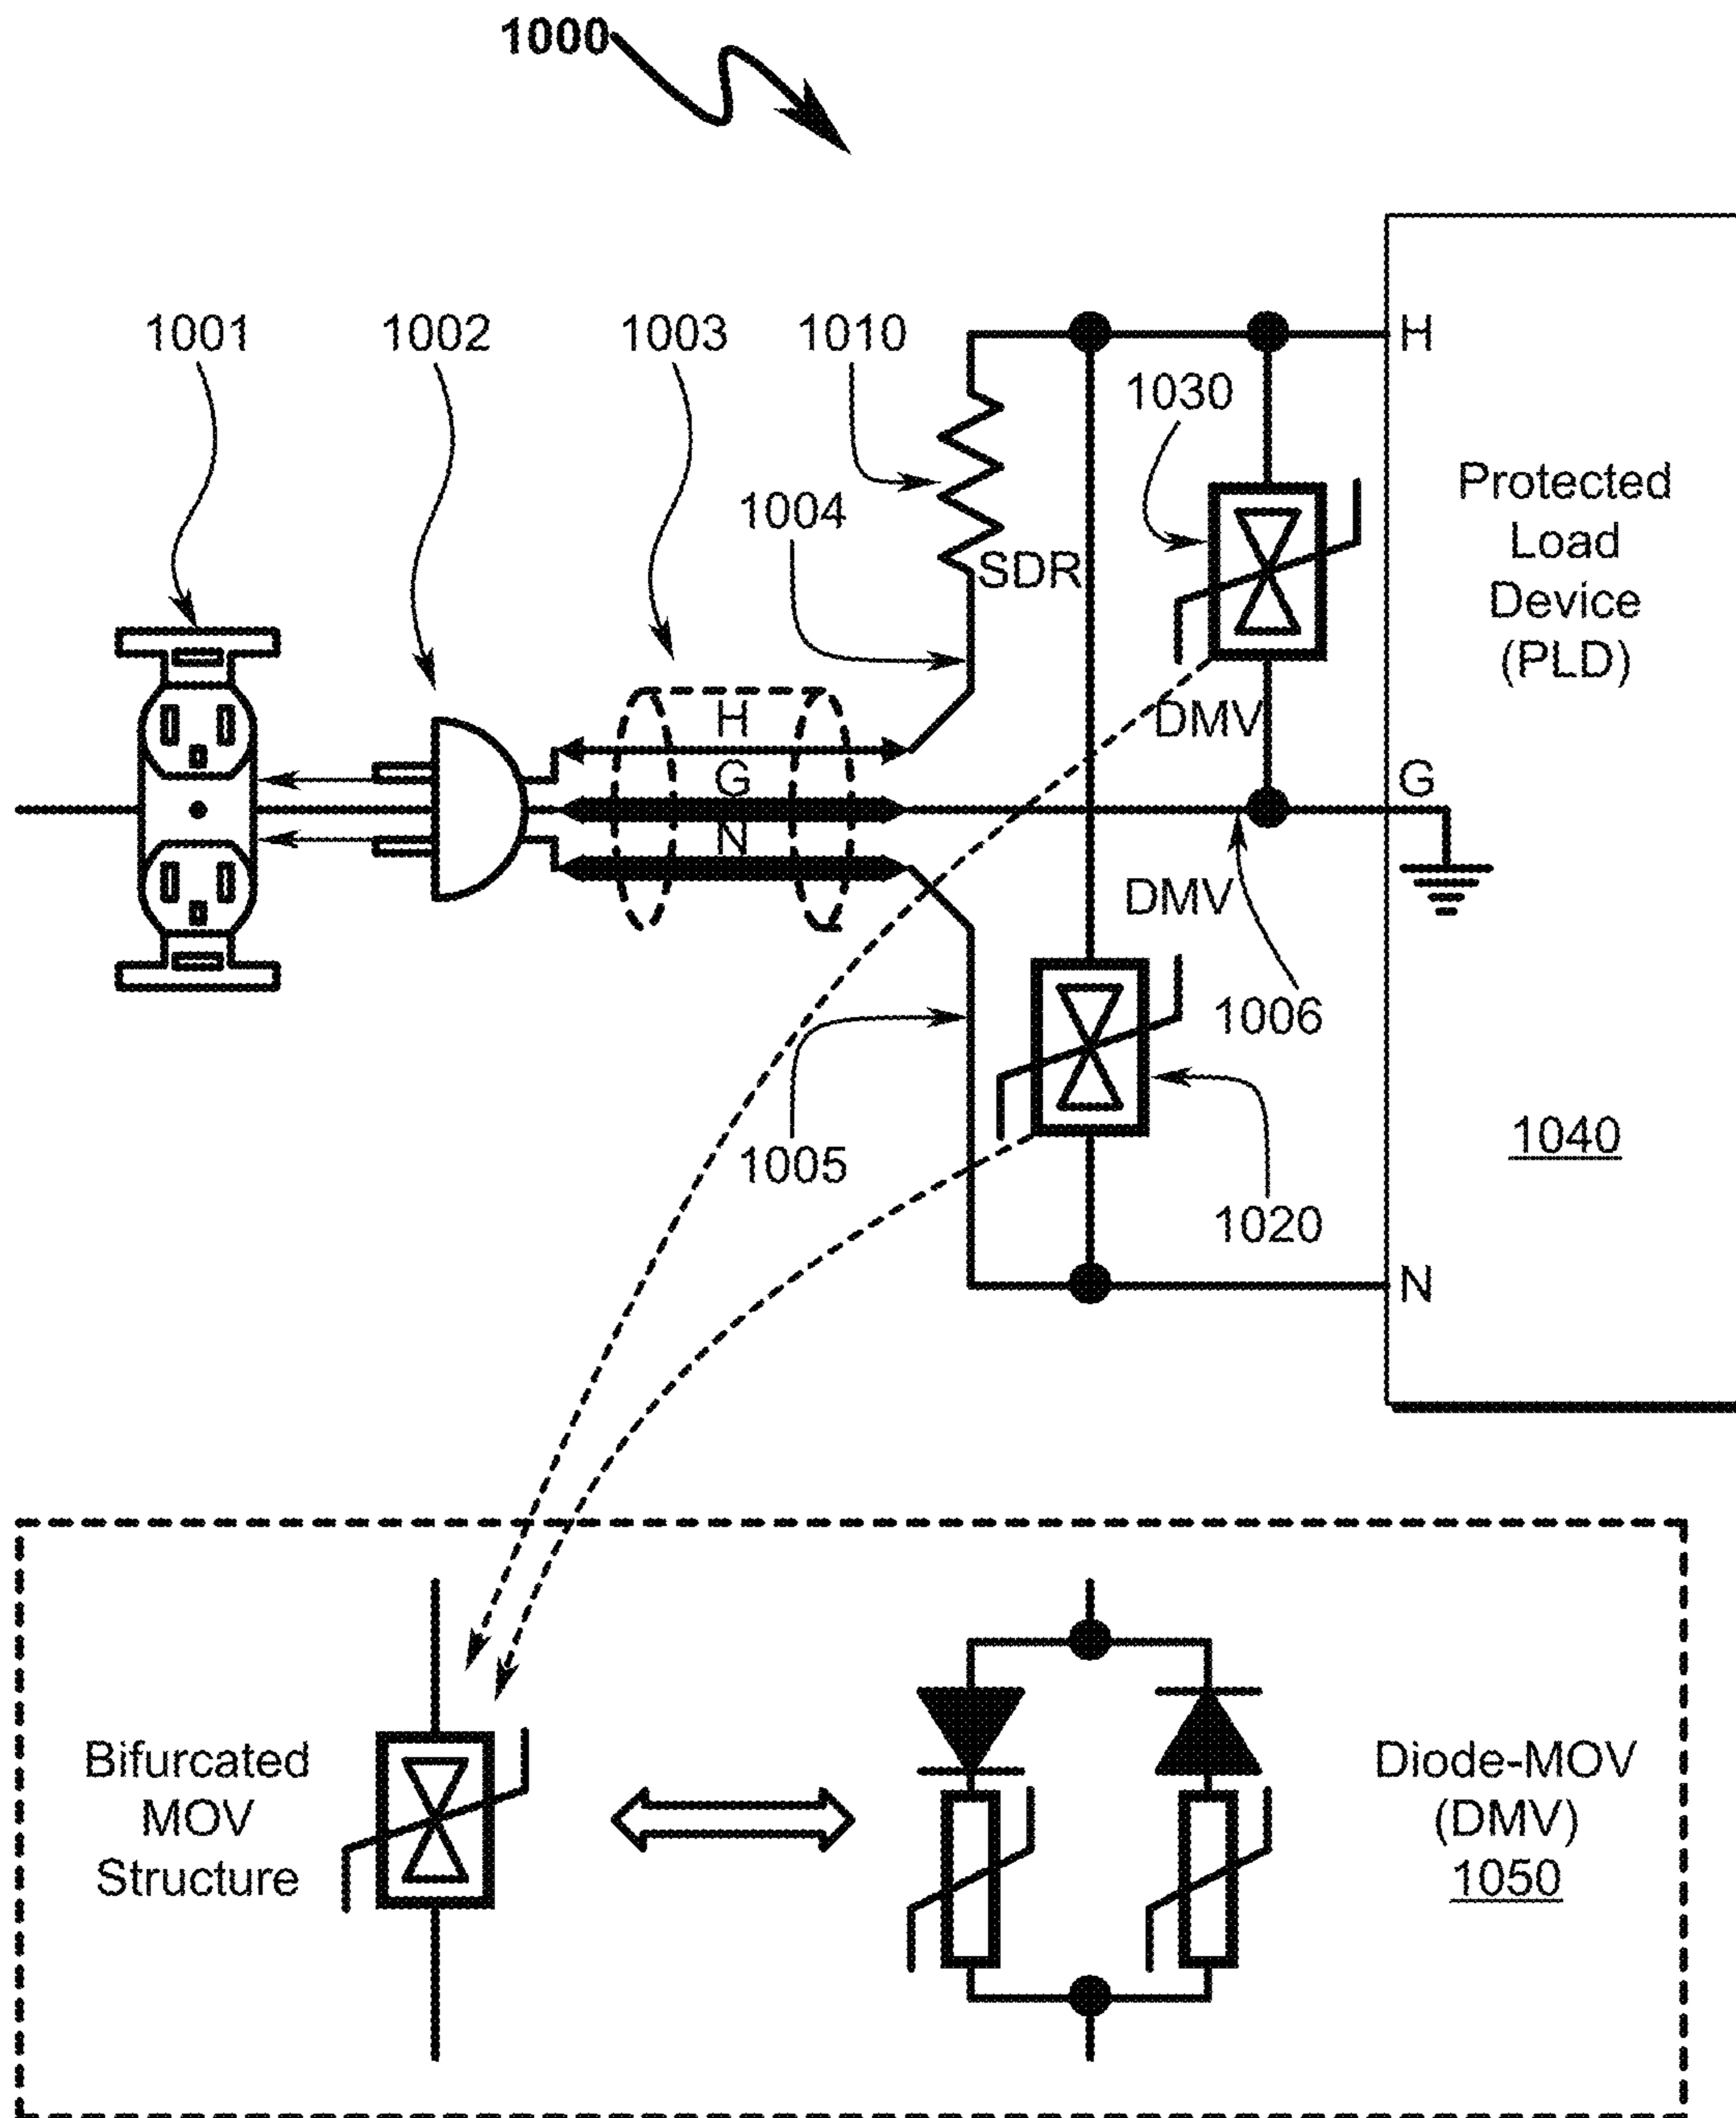 1000
1001
1002
1003
1010
H
1030
1004
Protected
Load
Device
(PLD)
SDR
H
DMV
G
G
N
DMV
1006
1005
1020
1040
N
Bifurcated
MOV
Structure
Diode-MOV
(DMV)
1050